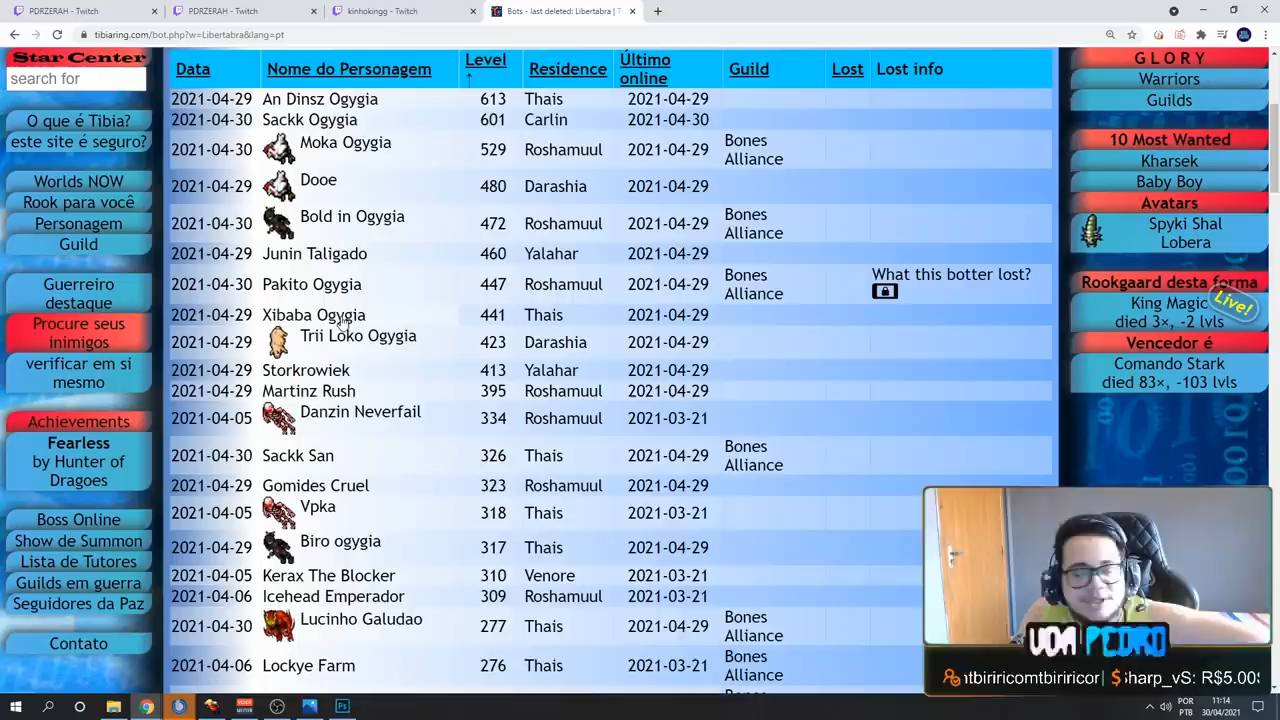 PDRZERAH - Twitch
PDRZERAH - Twitch
kinhokingg - Twitch
Bots - last deleted: Libertabra | T
tibiaring.com/bot.php?w=Libertabra&lang=pt
Star Center
search for
O que é Tibia?
este site é seguro?
Worlds NOW
Rook para você
Personagem
Guild
Guerreiro
destaque
Procure seus
inimigos
verificar em si
mesmo
Achievements
Fearless
by Hunter of
Dragoes
Boss Online
Show de Summon
Lista de Tutores
Guilds em guerra
Seguidores da Paz
Contato
Data Nome do Personagem Level ↑ Residence Último online Guild Lost Lost info
2021-04-29 An Dinsz Ogygia 613 Thais 2021-04-29
2021-04-30 Sackk Ogygia 601 Carlin 2021-04-30
2021-04-30 Moka Ogygia 529 Roshamuul 2021-04-29 Bones Alliance
2021-04-29 Dooe 480 Darashia 2021-04-29
2021-04-30 Bold in Ogygia 472 Roshamuul 2021-04-29 Bones Alliance
2021-04-29 Junin Taligado 460 Yalahar 2021-04-29
2021-04-30 Pakito Ogygia 447 Roshamuul 2021-04-29 Bones Alliance What this botter lost?
2021-04-29 Xibaba Ogygia 441 Thais 2021-04-29
2021-04-29 Trii Loko Ogygia 423 Darashia 2021-04-29
2021-04-29 Storkrowiek 413 Yalahar 2021-04-29
2021-04-29 Martinz Rush 395 Roshamuul 2021-04-29
2021-04-05 Danzin Neverfail 334 Roshamuul 2021-03-21
2021-04-30 Sackk San 326 Thais 2021-04-29 Bones Alliance
2021-04-29 Gomides Cruel 323 Roshamuul 2021-04-29
2021-04-05 Vpka 318 Thais 2021-03-21
2021-04-29 Biro ogygia 317 Thais 2021-04-29
2021-04-05 Kerax The Blocker 310 Venore 2021-03-21
2021-04-06 Icehead Emperador 309 Roshamuul 2021-03-21
2021-04-30 Lucinho Galudao 277 Thais 2021-04-29 Bones Alliance
2021-04-06 Lockye Farm 276 Thais 2021-03-21 Bones Alliance
GLORY
Warriors
Guilds
10 Most Wanted
Kharsek
Baby Boy
Avatars
Spyki Shal
Lobera
Rookgaard desta forma
King Magic
died 3×, -2 lvls
Live!
Vencedor é
Comando Stark
died 83×, -103 lvls
VON PEDRO
tbiriricomtbiriricor| Sharp_vS: R$5.00
POR
PTB
11:14
30/04/2021